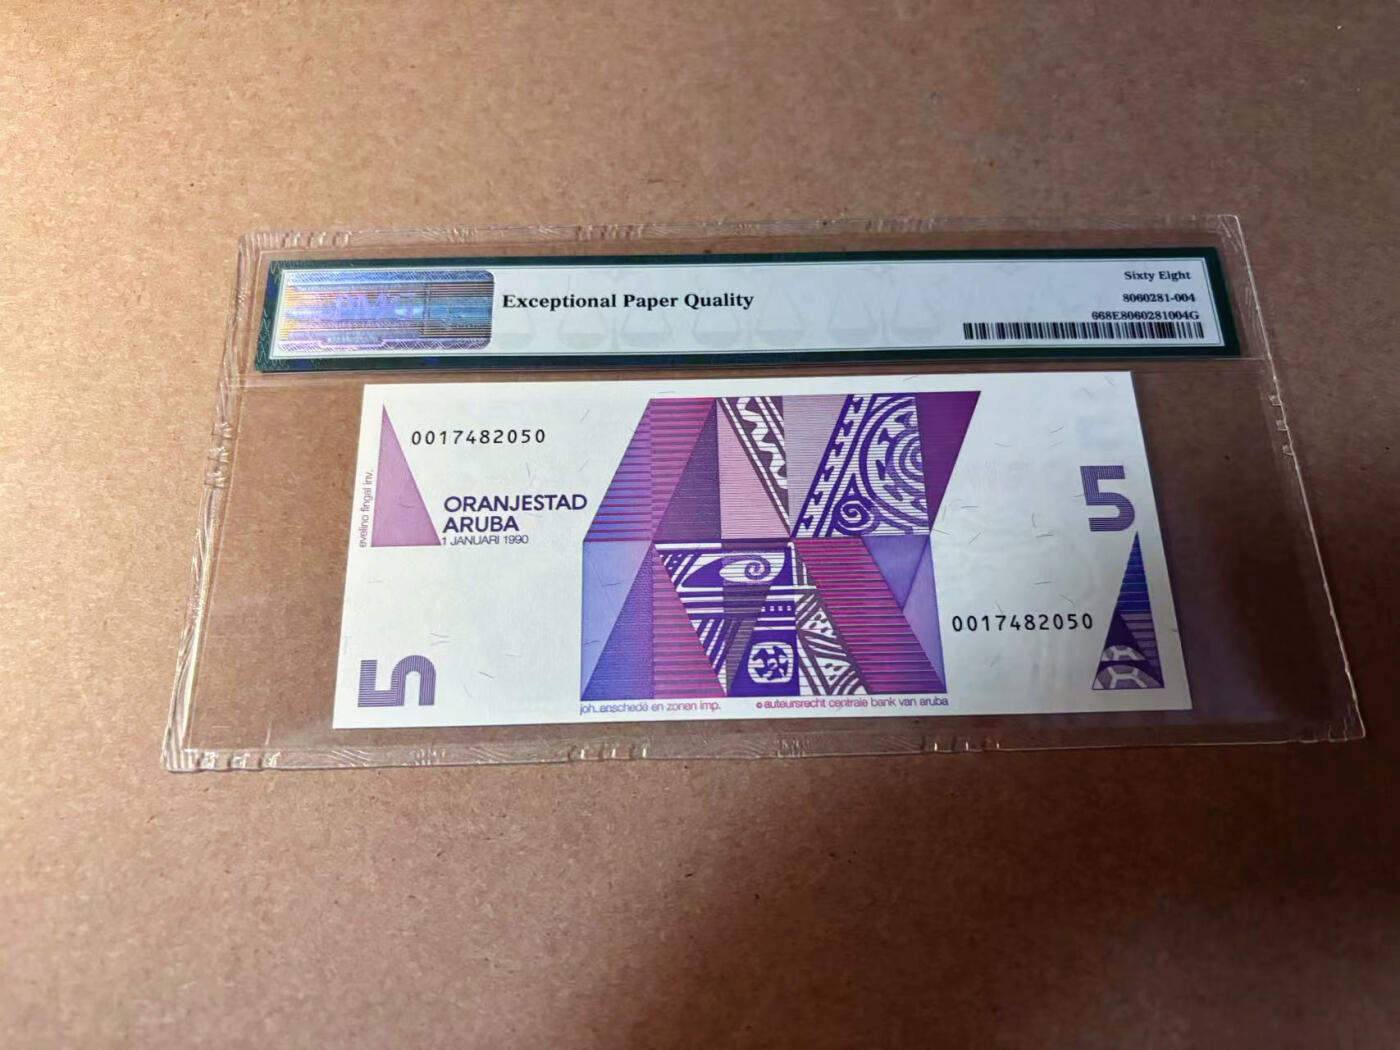 Exceptional Paper Quality
Sixty Eight
8060281-004
668E8060281004G
0017482050
evelino fingal inv.
ORANJESTAD
ARUBA
1 JANUARI 1990
5
0017482050
5
joh. enschedé en zonen imp.
© auteursrecht centrale bank van aruba